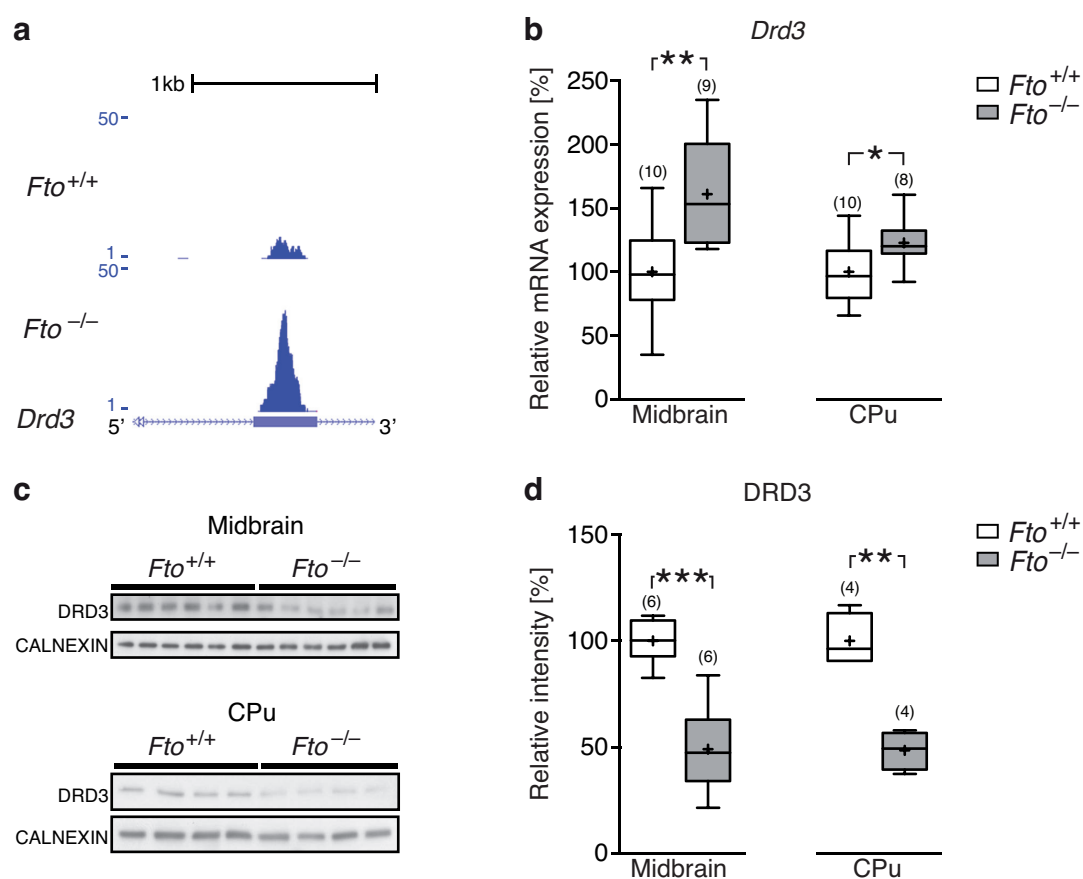 a
1kb
50
Fto+/+
1
50
Fto−/−
1
Drd3
5’ 3’
b
Drd3
Relative mRNA expression [%]
250
200
150
100
50
0
**
(10)
(9)
*
(10)
(8)
Midbrain
CPu
Fto+/+
Fto−/−
c
Midbrain
Fto+/+ Fto−/−
DRD3
CALNEXIN
CPu
Fto+/+ Fto−/−
DRD3
CALNEXIN
d
DRD3
Relative intensity [%]
150
100
50
0
***
(6)
(6)
**
(4)
(4)
Midbrain
CPu
Fto+/+
Fto−/−